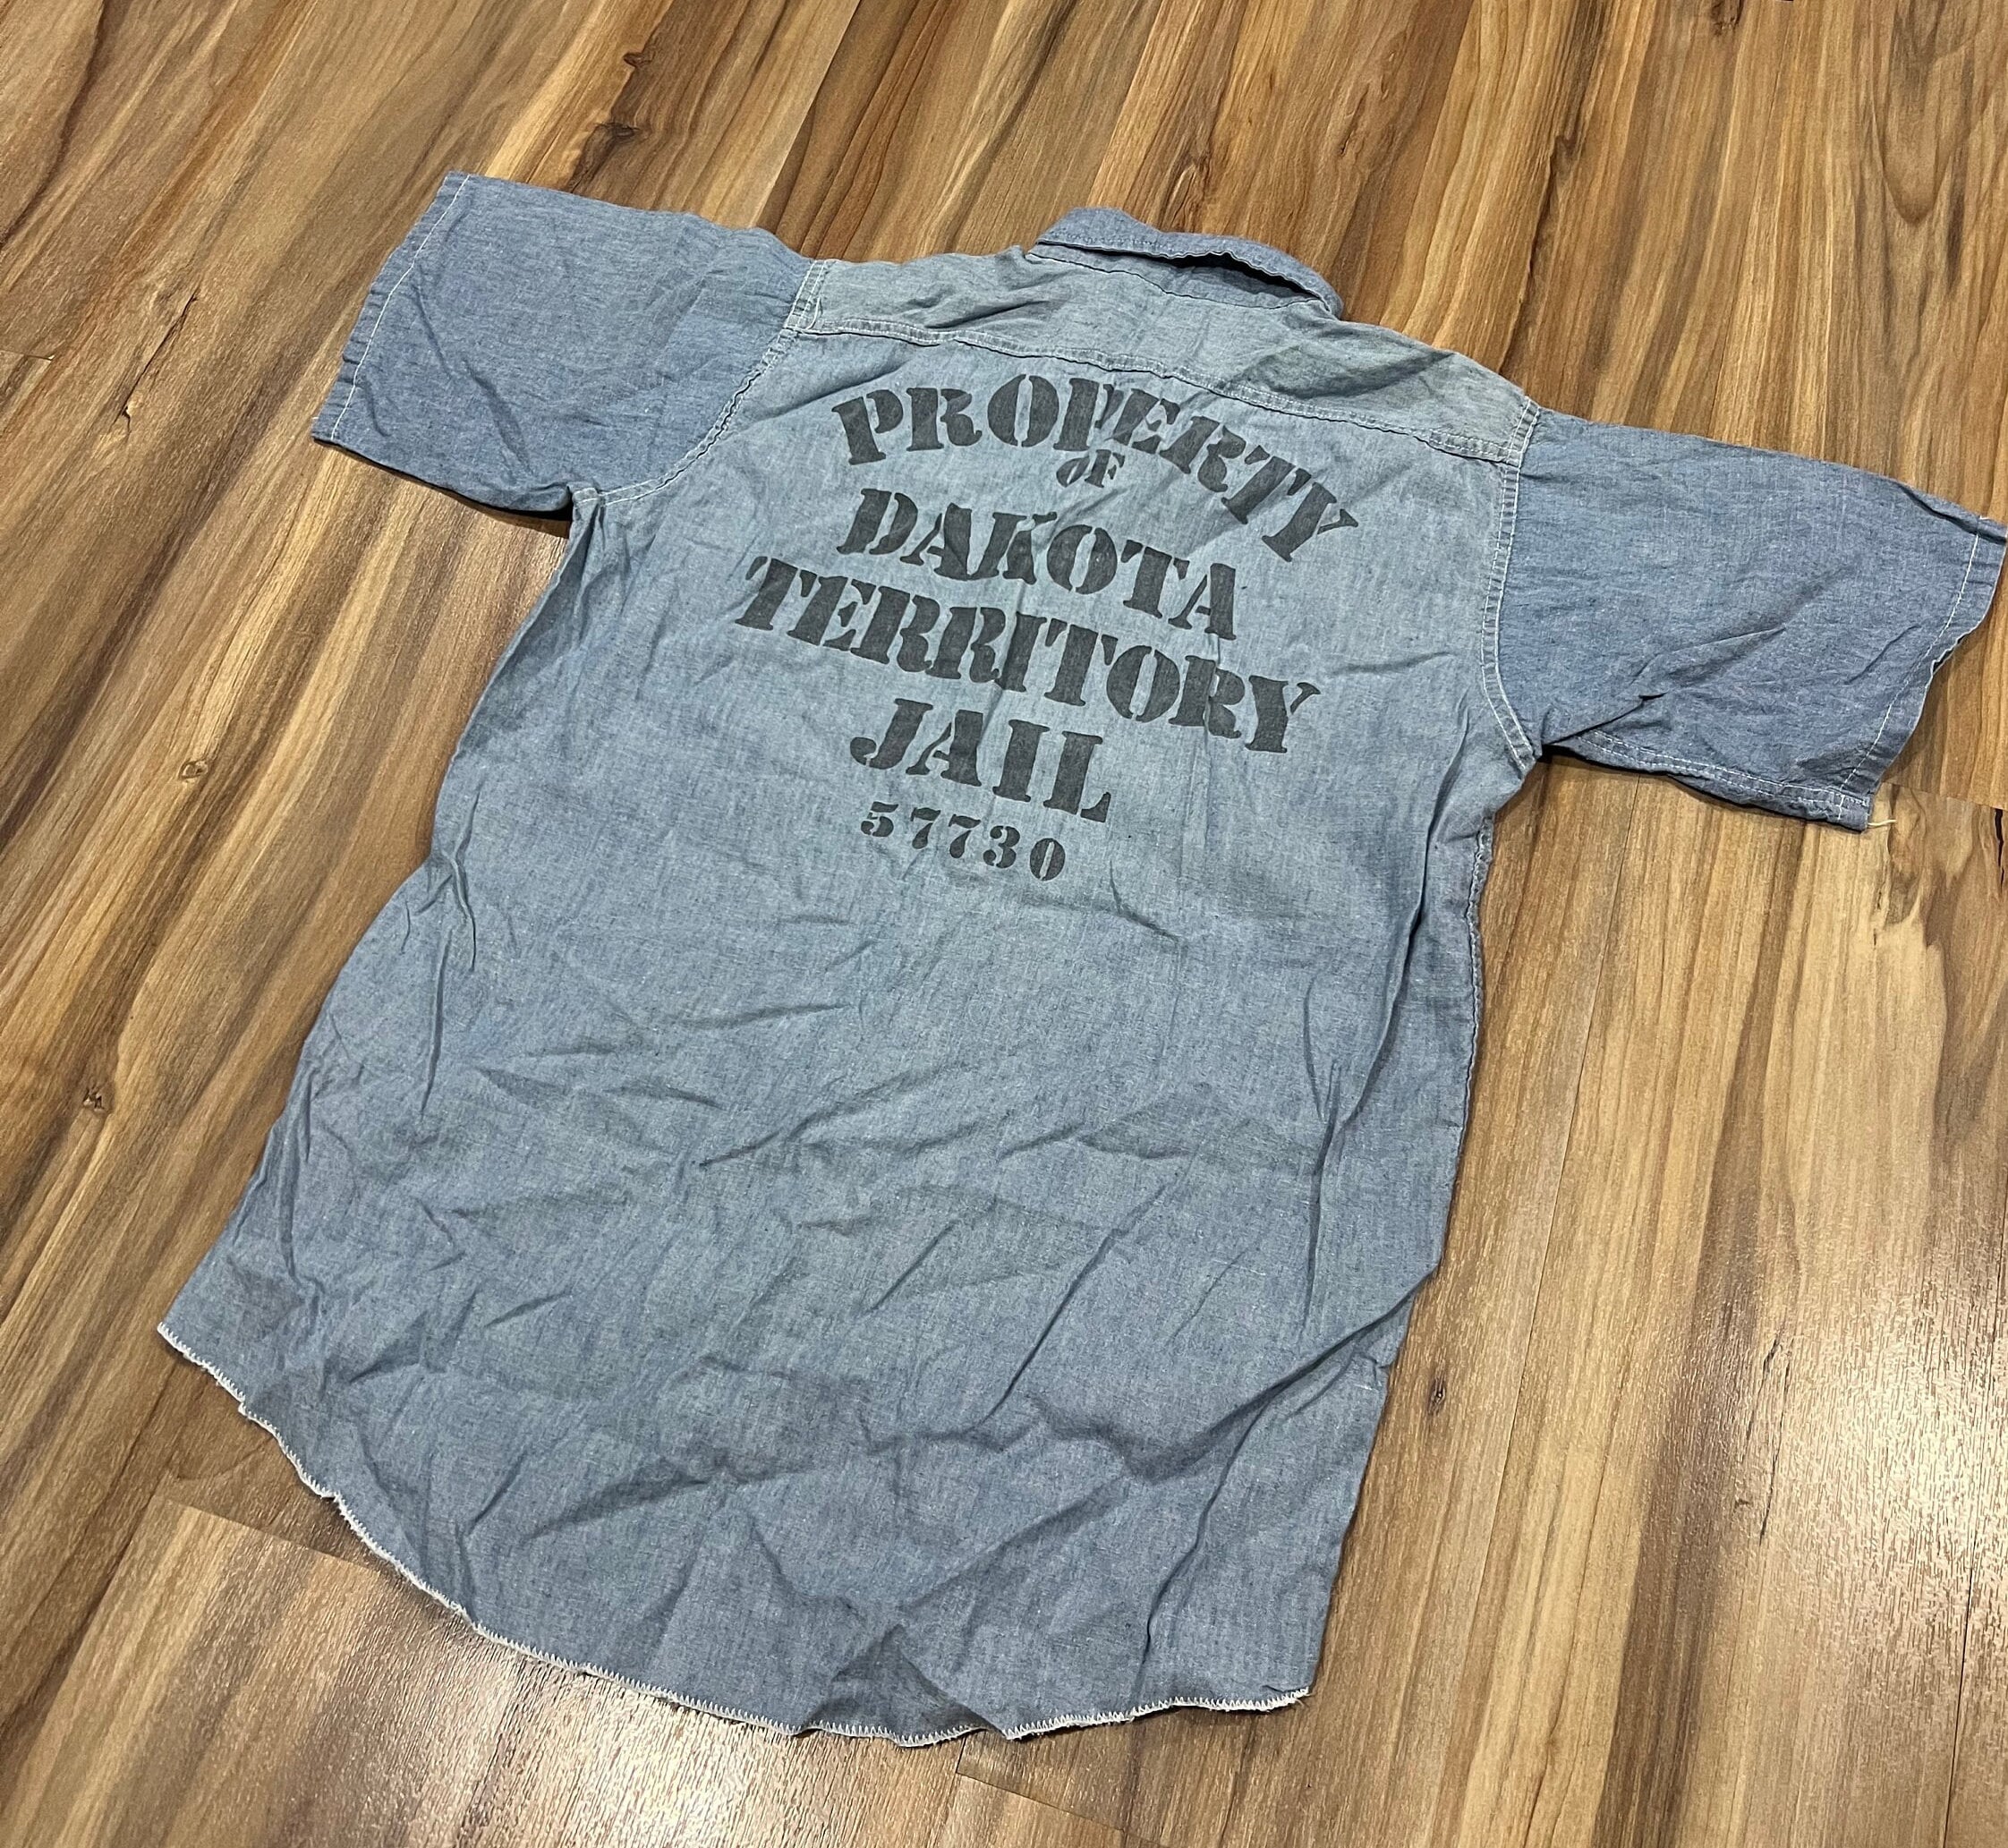 PROPERTY
OF
DAKOTA
TERRITORY
JAIL
57730